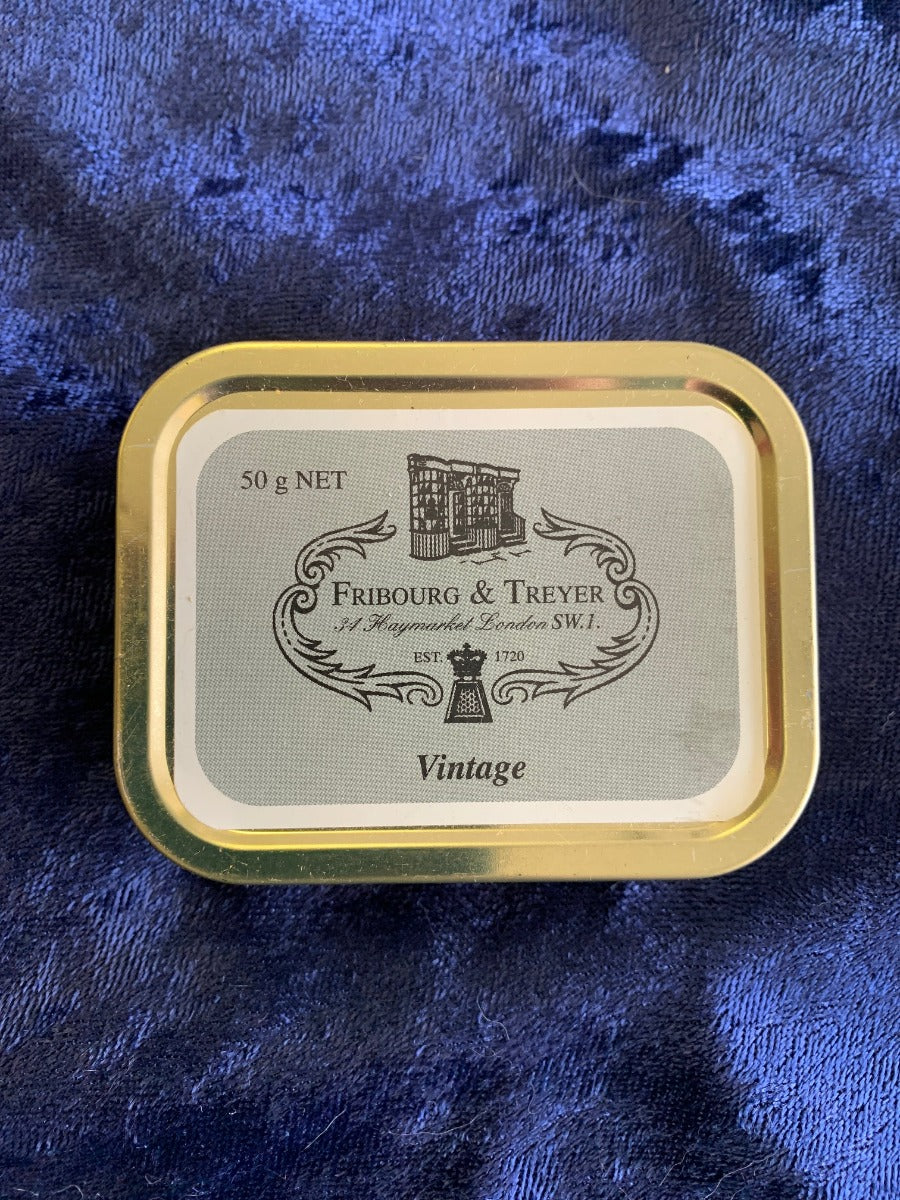 50 g NET
FRIBOURG & TREYER
34 Haymarket London SW.1.
EST. 1720
Vintage